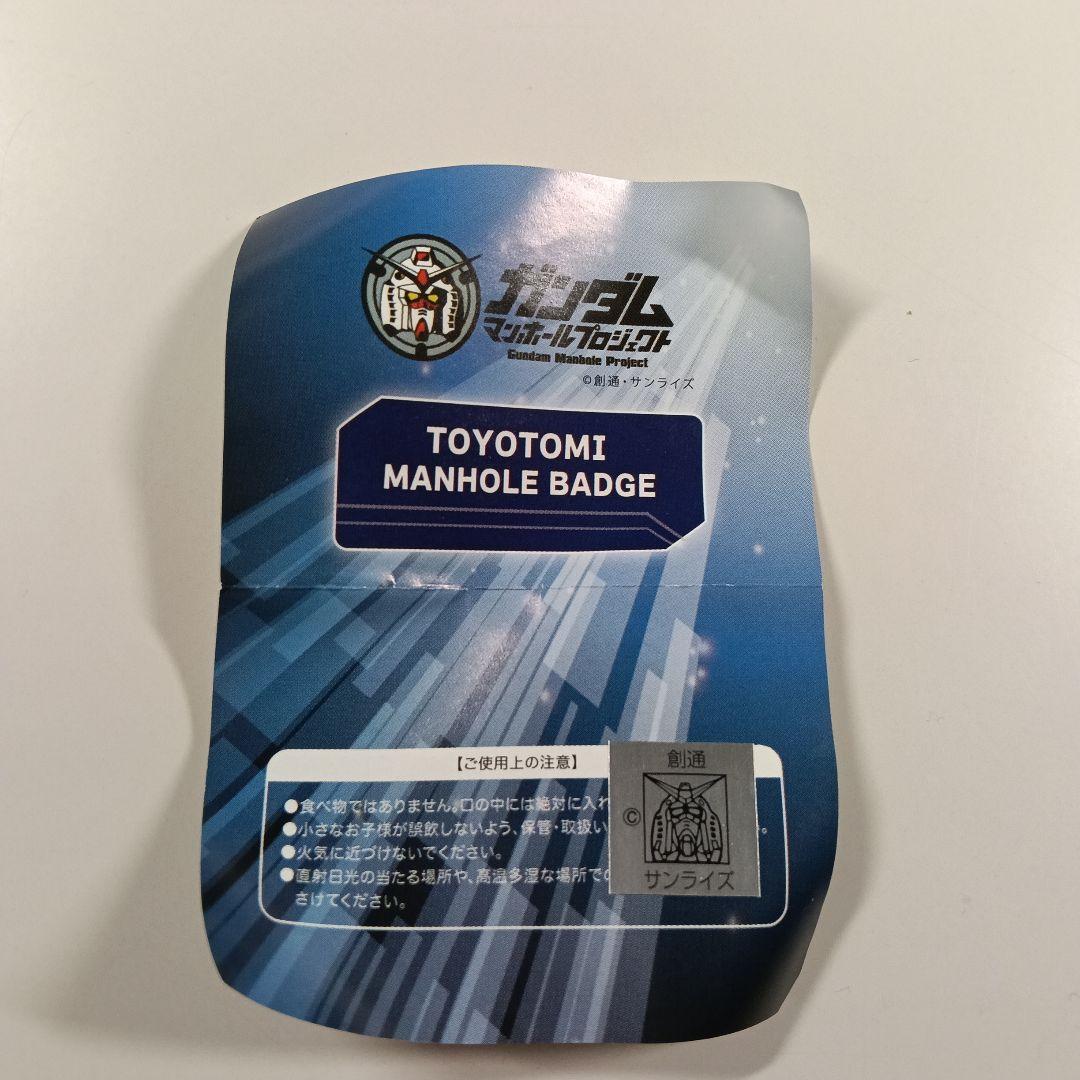 ガンダム
マンホールプロジェクト
Gundam Manhole Project
©創通・サンライズ
TOYOTOMI
MANHOLE BADGE
【ご使用上の注意】
●食べ物ではありません。口の中には絶対に入れ
●小さなお子様が誤飲しないよう、保管・取扱い
●火気に近づけないでください。
●直射日光の当たる場所や、高温多湿な場所での
さけてください。
創通
©
サンライズ